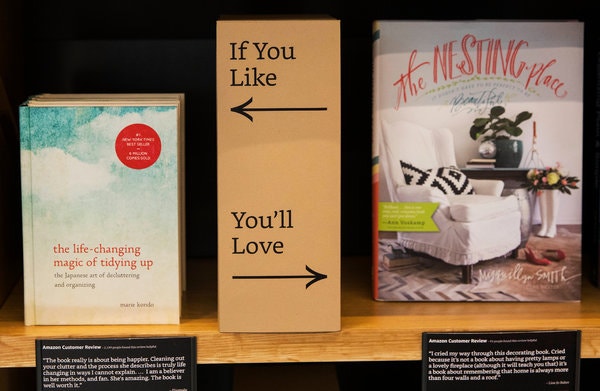 #1
NEW YORK TIMES
BEST SELLER
6 MILLION
COPIES SOLD
the life-changing
magic of tidying up
the Japanese art of decluttering
and organizing
marie kondo
If You
Like
You'll
Love
the NESTING place
Beautiful
Ann Voskamp
Myquillyn SMITH
Amazon Customer Review
"The book really is about being happier. Cleaning out
your clutter and the process she describes is truly life
changing in ways I cannot explain. ... I am a believer
in her methods, and fan. She's amazing. The book is
well worth it."
Amazon Customer Review
"I cried my way through this decorating book. Cried
because it's not a book about having pretty lamps or
a lovely fireplace (although it will teach you that) it's
a book about remembering that home is always more
than four walls and a roof."